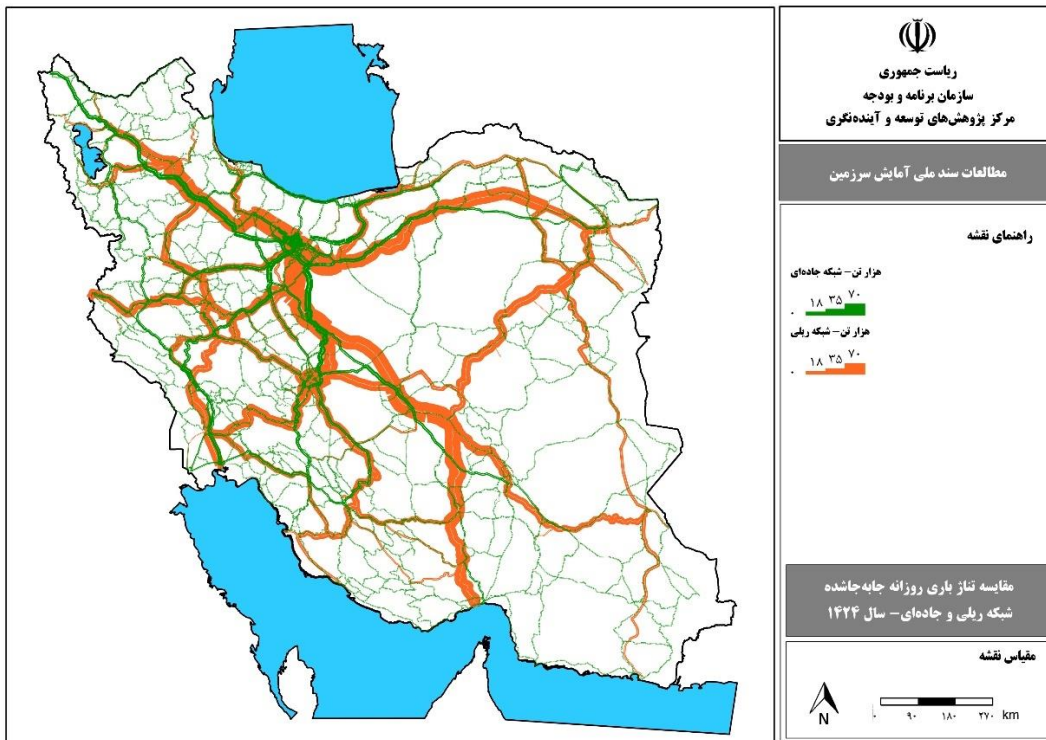 ریاست جمهوری
سازمان برنامه و بودجه
مرکز پژوهش‌های توسعه و آینده‌نگری
مطالعات سند ملی آمایش سرزمین
راهنمای نقشه
هزار تن- شبکه جاده‌ای
۰ ۱۸ ۳۵ ۷۰
هزار تن- شبکه ریلی
۰ ۱۸ ۳۵ ۷۰
مقایسه تناژ باری روزانه جابه‌جاشده
شبکه ریلی و جاده‌ای- سال ۱۴۲۴
مقیاس نقشه
N
۰ ۹۰ ۱۸۰ ۲۷۰ km